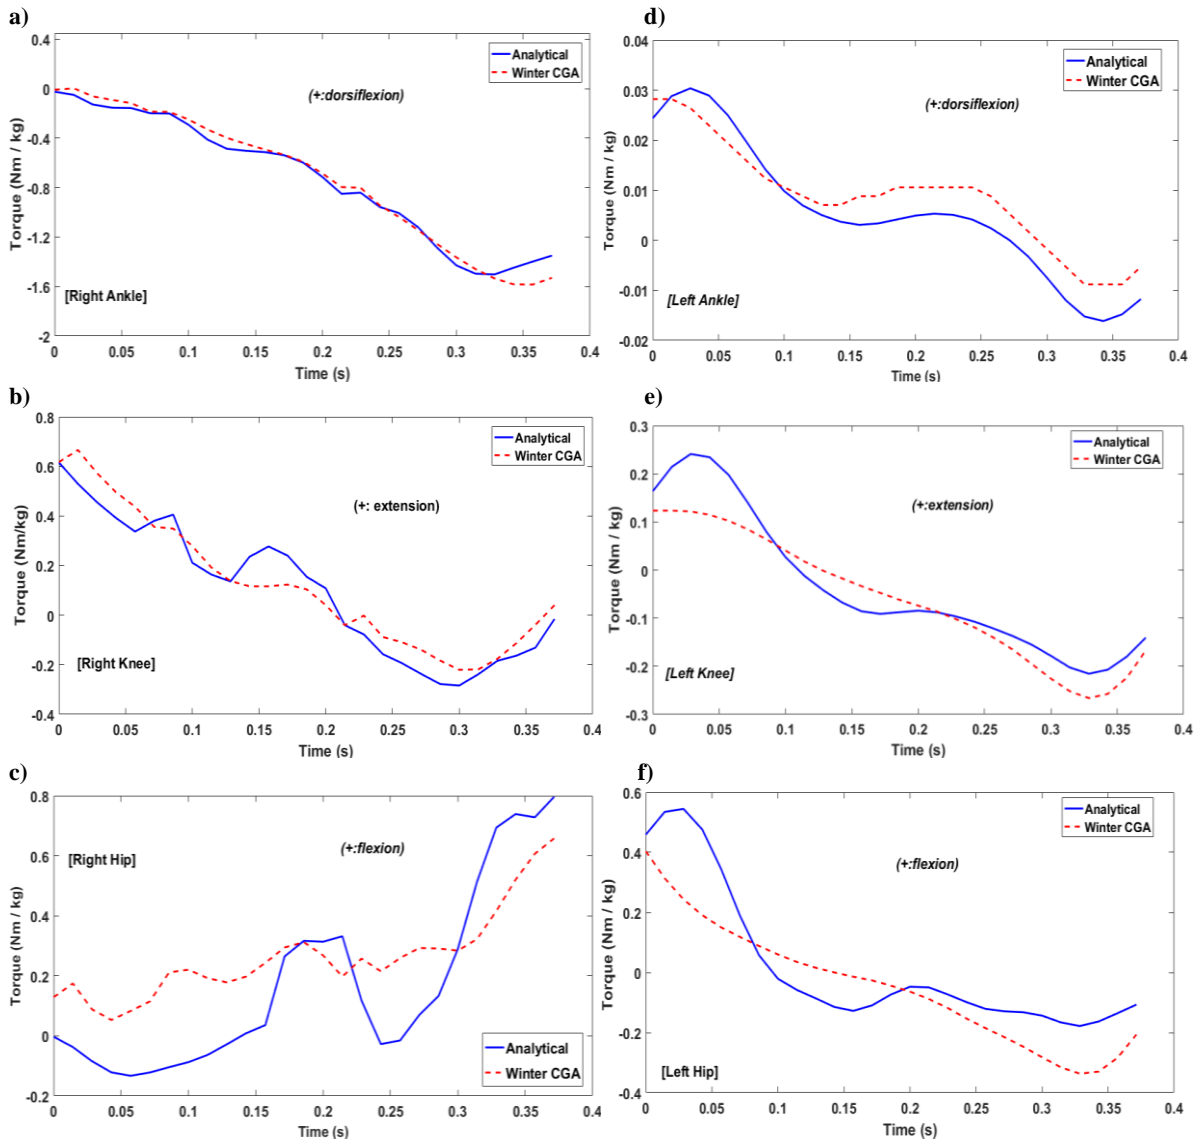 a)
0.4
0
-0.4
-0.8
-1.2
-1.6
-2
Torque (Nm / kg)
Analytical
Winter CGA
(+:dorsiflexion)
[Right Ankle]
0 0.05 0.1 0.15 0.2 0.25 0.3 0.35 0.4
Time (s)
d)
0.04
0.03
0.02
0.01
0
-0.01
-0.02
Torque (Nm / kg)
Analytical
Winter CGA
(+:dorsiflexion)
[Left Ankle]
0 0.05 0.1 0.15 0.2 0.25 0.3 0.35 0.4
Time (s)
b)
0.8
0.6
0.4
0.2
0
-0.2
-0.4
Torque (Nm/kg)
Analytical
Winter CGA
(+: extension)
[Right Knee]
0 0.05 0.1 0.15 0.2 0.25 0.3 0.35 0.4
Time (s)
e)
0.3
0.2
0.1
0
-0.1
-0.2
-0.3
Torque (Nm / kg)
Analytical
Winter CGA
(+:extension)
[Left Knee]
0 0.05 0.1 0.15 0.2 0.25 0.3 0.35 0.4
Time (s)
c)
0.8
0.6
0.4
0.2
0
-0.2
Torque (Nm / kg)
[Right Hip]
(+:flexion)
Analytical
Winter CGA
0 0.05 0.1 0.15 0.2 0.25 0.3 0.35 0.4
Time (s)
f)
0.6
0.4
0.2
0
-0.2
-0.4
Torque (Nm / kg)
Analytical
Winter CGA
(+:flexion)
[Left Hip]
0 0.05 0.1 0.15 0.2 0.25 0.3 0.35 0.4
Time (s)